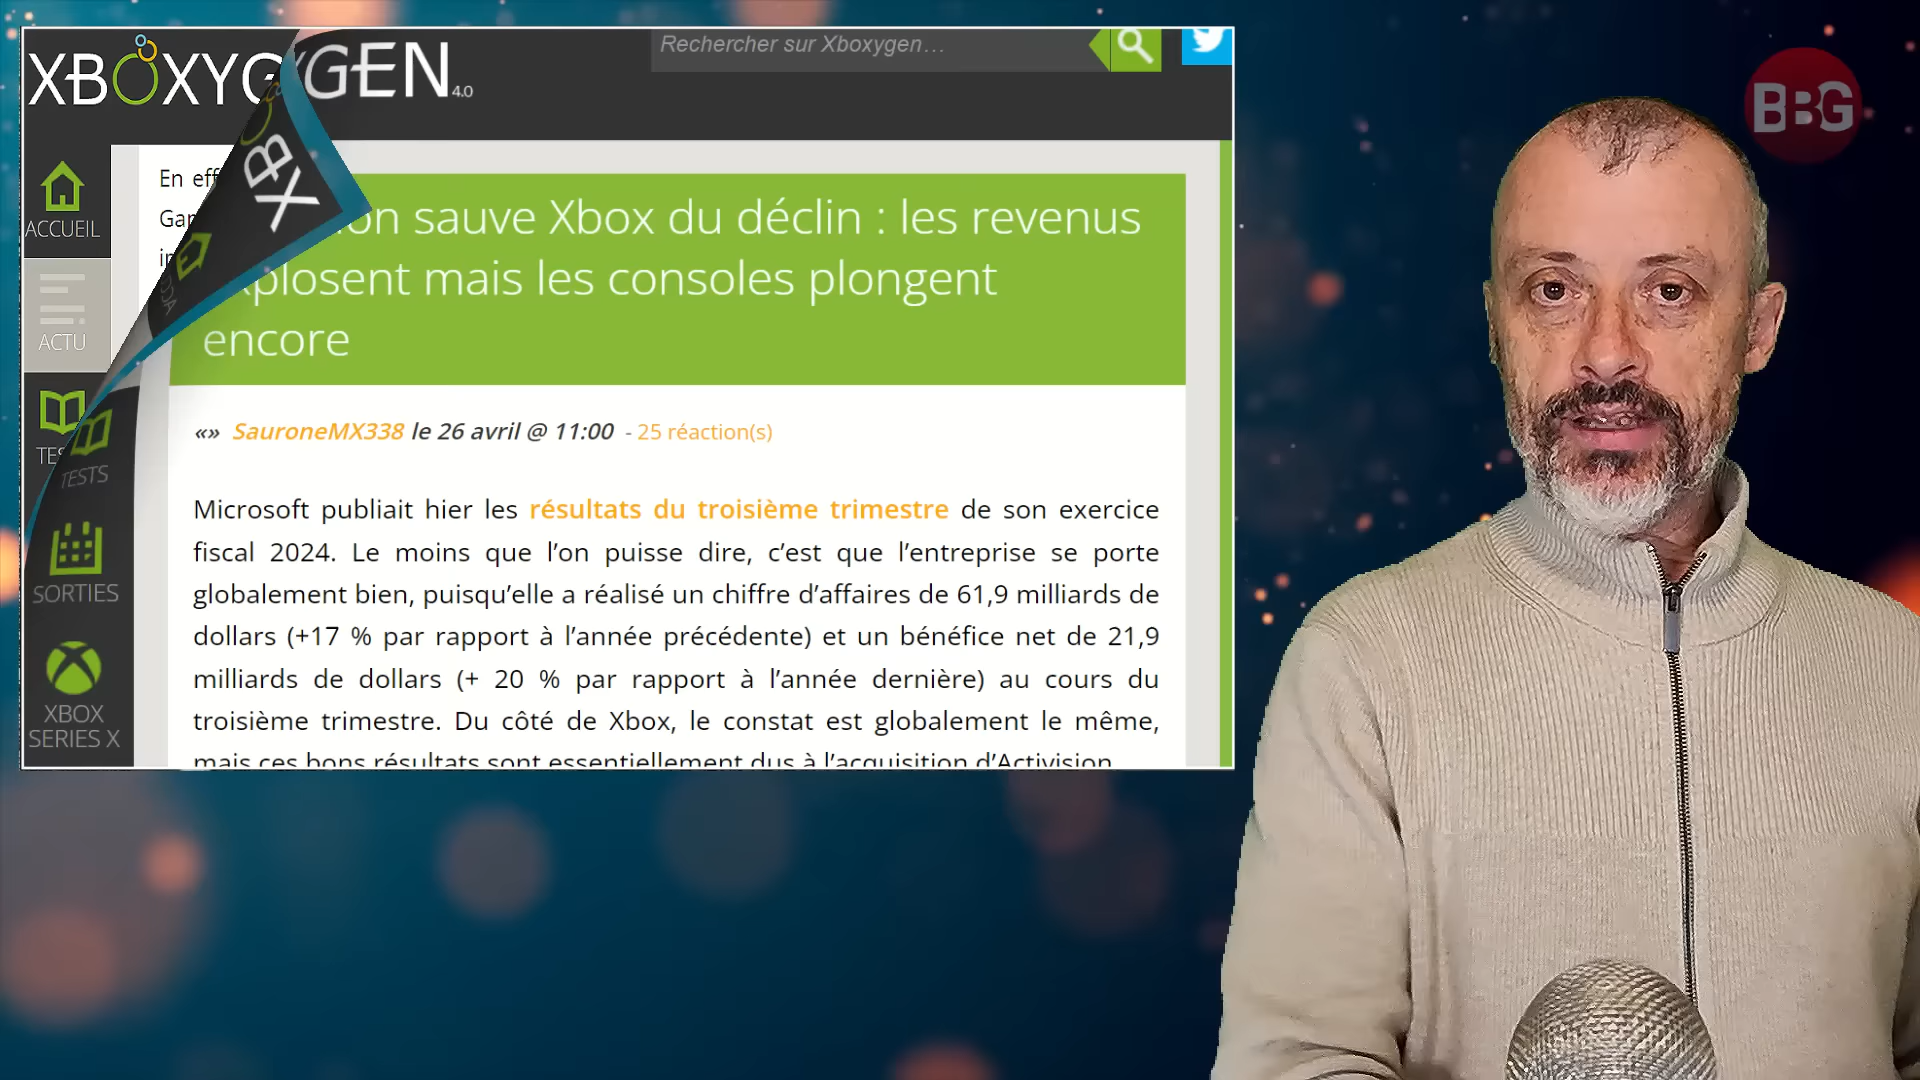 XBOXYG
GEN 4.0
Rechercher sur Xboxygen...
BBG
XBO
ACCUEIL
ACTU
TESTS
SORTIES
XBOX
SERIES X
En eff
Gar
on sauve Xbox du déclin : les revenus
xplosent mais les consoles plongent
encore
«» SauroneMX338 le 26 avril @ 11:00 - 25 réaction(s)
Microsoft publiait hier les résultats du troisième trimestre de son exercice
fiscal 2024. Le moins que l’on puisse dire, c’est que l’entreprise se porte
globalement bien, puisqu’elle a réalisé un chiffre d’affaires de 61,9 milliards de
dollars (+17 % par rapport à l’année précédente) et un bénéfice net de 21,9
milliards de dollars (+ 20 % par rapport à l’année dernière) au cours du
troisième trimestre. Du côté de Xbox, le constat est globalement le même,
mais ces bons résultats sont essentiellement dus à l’acquisition d’Activision